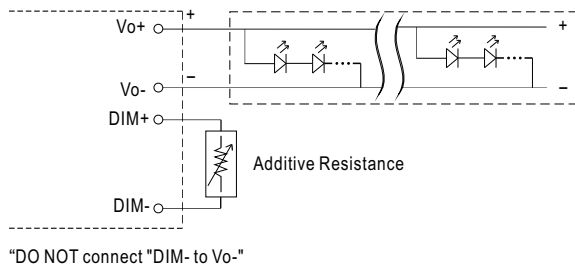 Vo+
+
+
Vo-
−
−
DIM+
Additive Resistance
DIM-
“DO NOT connect "DIM- to Vo-"